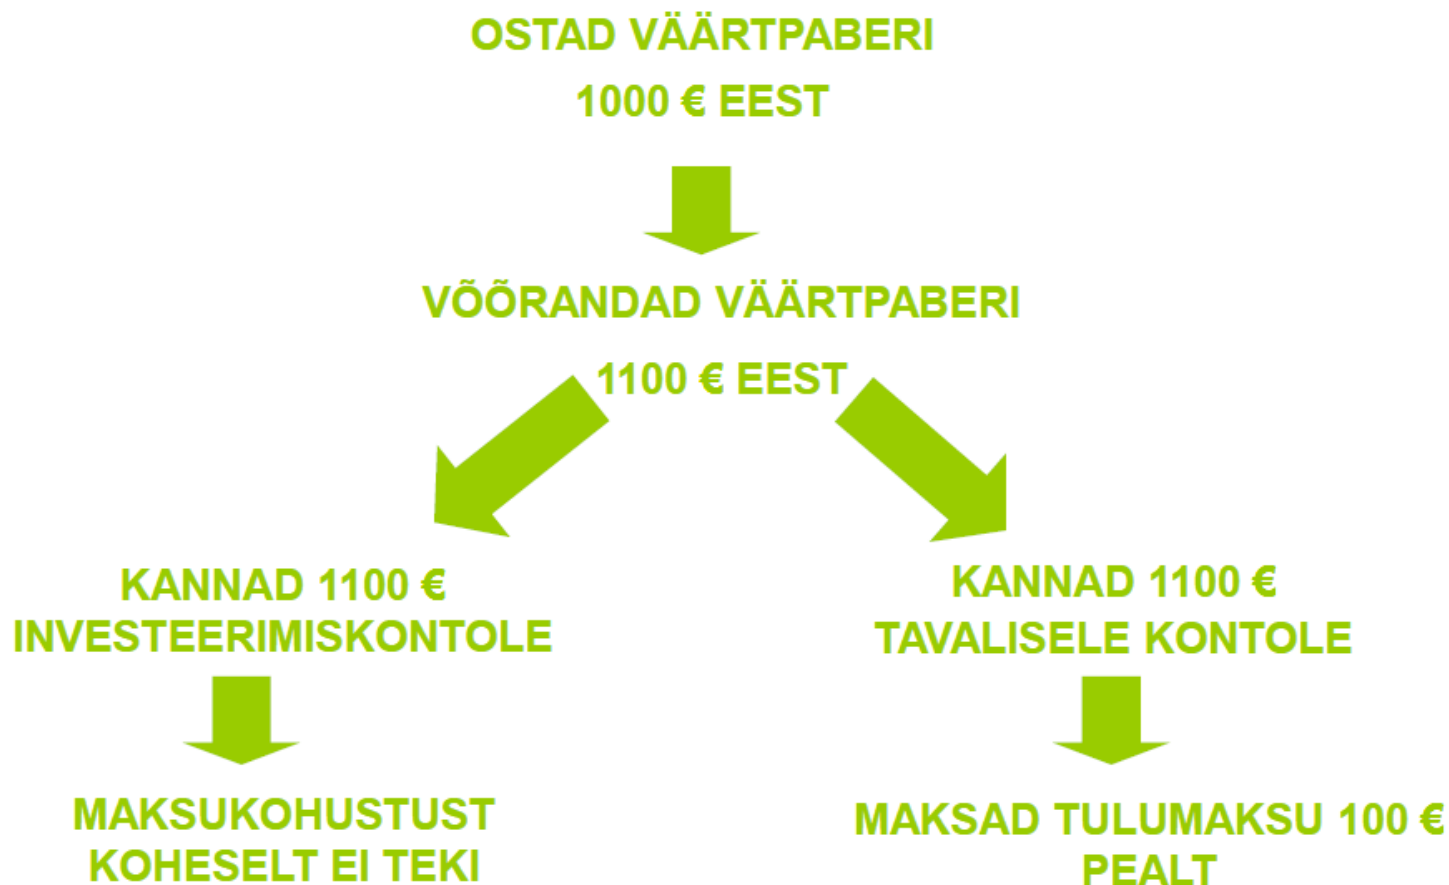 OSTAD VÄÄRTPABERI
1000 € EEST
VÕÕRANDAD VÄÄRTPABERI
1100 € EEST
KANNAD 1100 €
INVESTEERIMISKONTOLE
KANNAD 1100 €
TAVALISELE KONTOLE
MAKSUKOHUSTUST
KOHESELT EI TEKI
MAKSAD TULUMAKSU 100 €
PEALT